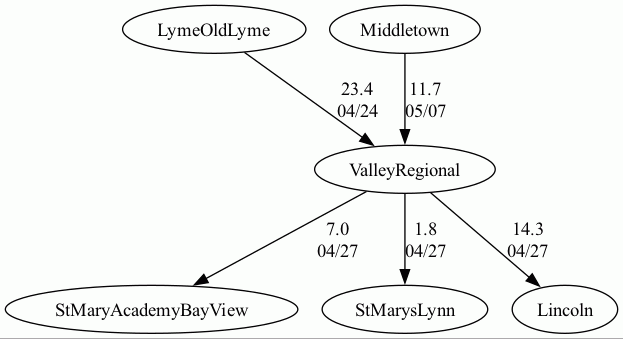 LymeOldLyme
Middletown
23.4
04/24
11.7
05/07
ValleyRegional
7.0
04/27
1.8
04/27
14.3
04/27
StMaryAcademyBayView
StMarysLynn
Lincoln